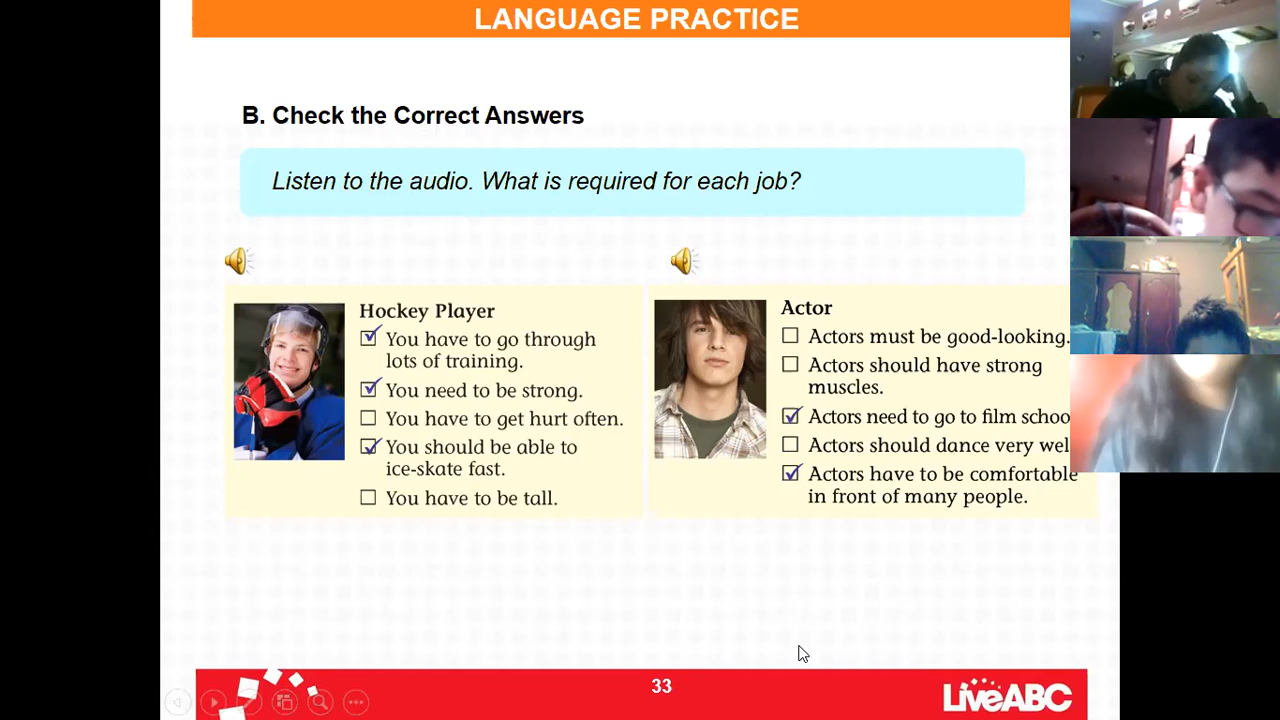 LANGUAGE PRACTICE
B. Check the Correct Answers
Listen to the audio. What is required for each job?
Hockey Player
You have to go through
lots of training.
You need to be strong.
You have to get hurt often.
You should be able to
ice-skate fast.
You have to be tall.
Actor
Actors must be good-looking.
Actors should have strong
muscles.
Actors need to go to film schoo
Actors should dance very wel
Actors have to be comfortable
in front of many people.
33
LiveABC